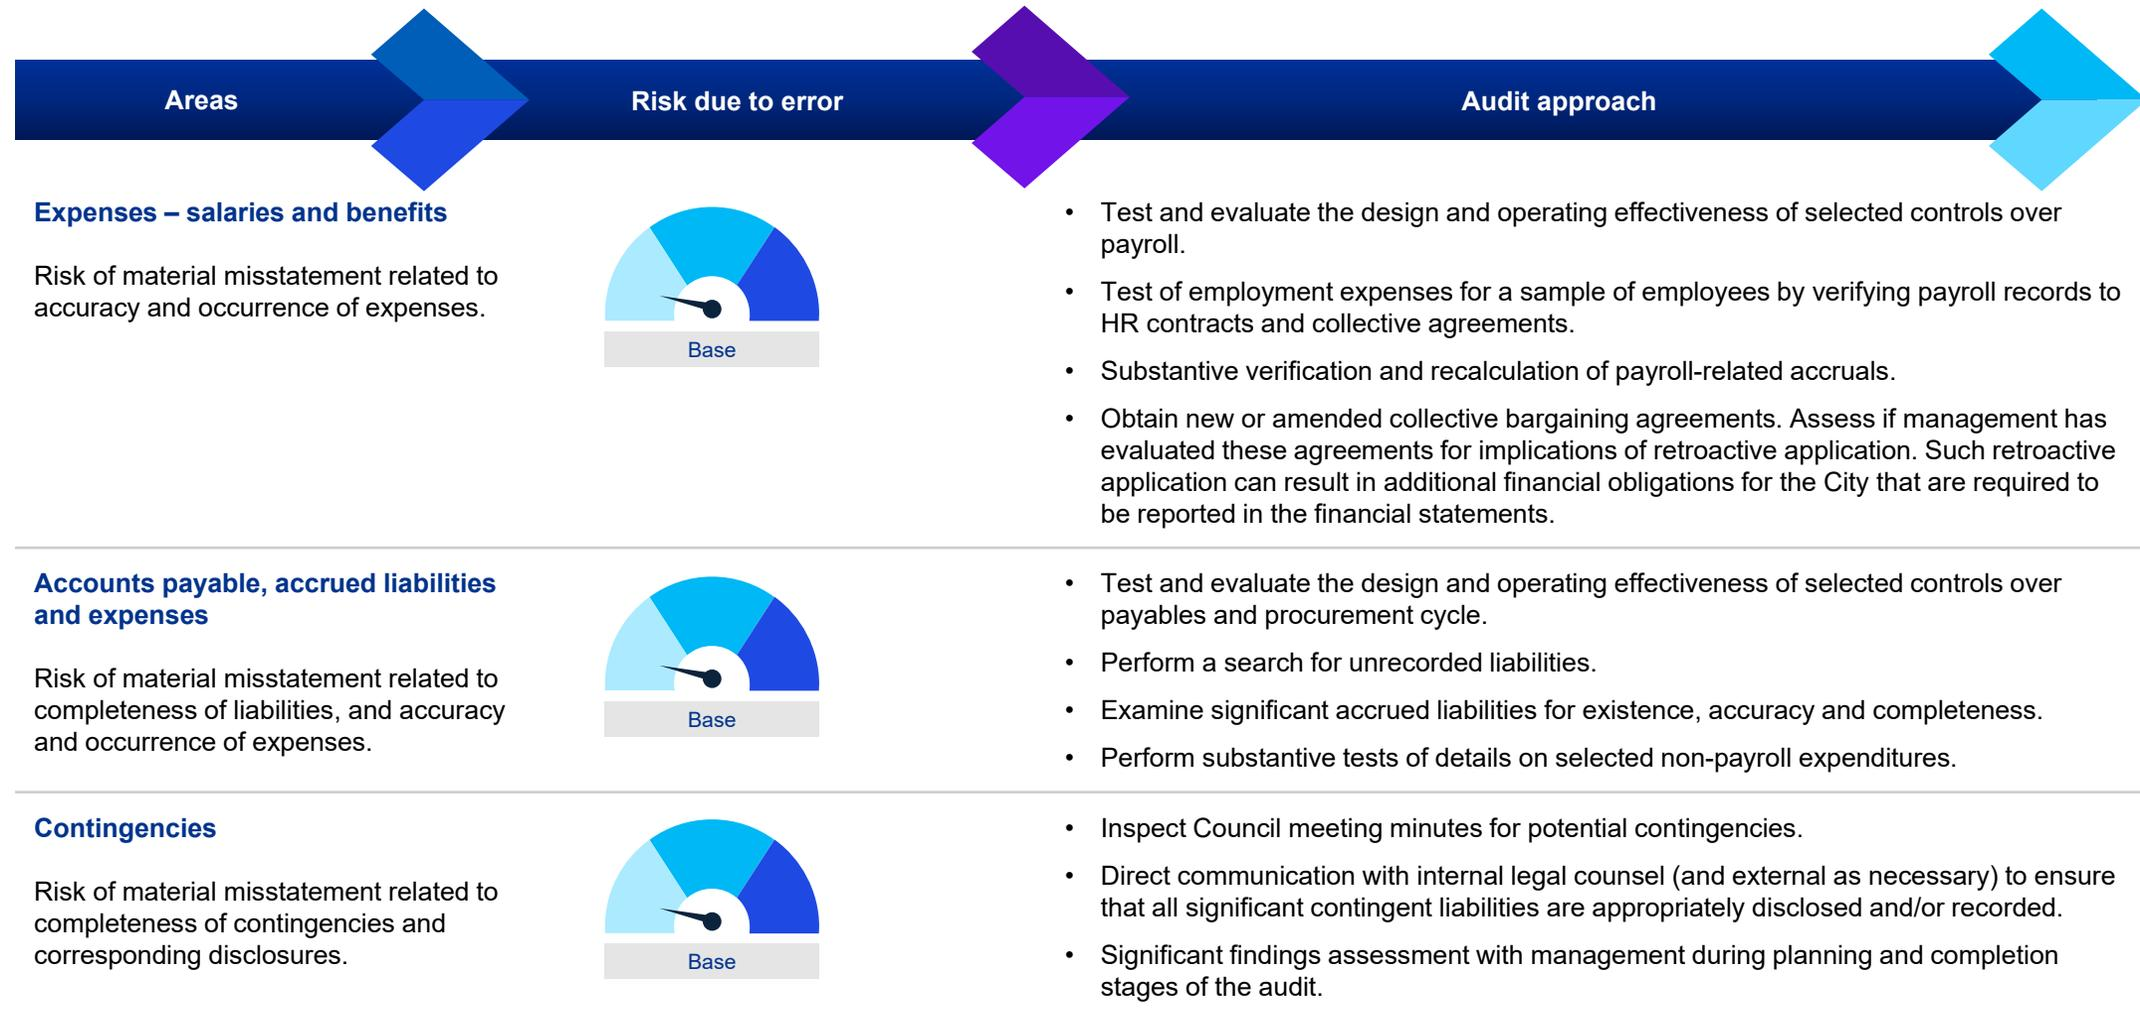 Areas
Risk due to error
Audit approach
Expenses – salaries and benefits
Risk of material misstatement related to
accuracy and occurrence of expenses.
Base
• Test and evaluate the design and operating effectiveness of selected controls over
payroll.
• Test of employment expenses for a sample of employees by verifying payroll records to
HR contracts and collective agreements.
• Substantive verification and recalculation of payroll-related accruals.
• Obtain new or amended collective bargaining agreements. Assess if management has
evaluated these agreements for implications of retroactive application. Such retroactive
application can result in additional financial obligations for the City that are required to
be reported in the financial statements.
Accounts payable, accrued liabilities
and expenses
Risk of material misstatement related to
completeness of liabilities, and accuracy
and occurrence of expenses.
Base
• Test and evaluate the design and operating effectiveness of selected controls over
payables and procurement cycle.
• Perform a search for unrecorded liabilities.
• Examine significant accrued liabilities for existence, accuracy and completeness.
• Perform substantive tests of details on selected non-payroll expenditures.
Contingencies
Risk of material misstatement related to
completeness of contingencies and
corresponding disclosures.
Base
• Inspect Council meeting minutes for potential contingencies.
• Direct communication with internal legal counsel (and external as necessary) to ensure
that all significant contingent liabilities are appropriately disclosed and/or recorded.
• Significant findings assessment with management during planning and completion
stages of the audit.